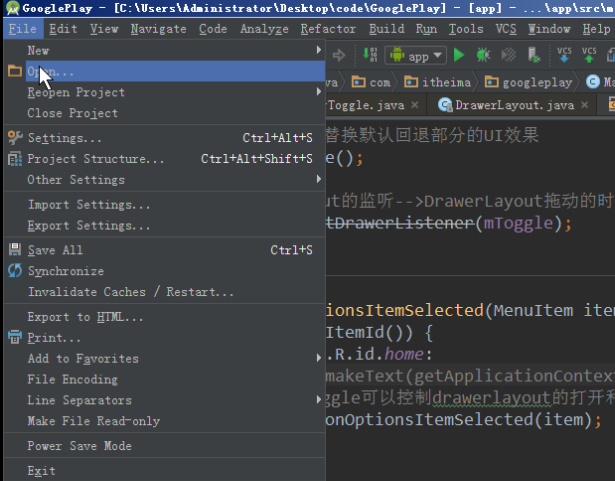 GooglePlay - [C:\Users\Administrator\Desktop\code\GooglePlay] - [app] - ...\app\src\m
File Edit View Navigate Code Analyze Refactor Build Run Tools VCS Window Help
New
app VCS VCS
Open...
va com itheima googleplay Ma
Reopen Project
Toggle.java × DrawerLayout.java ×
Close Project
Settings... Ctrl+Alt+S
替换默认回退部分的UI效果
Project Structure... Ctrl+Alt+Shift+S
e();
Other Settings
Import Settings...
ut的监听-->DrawerLayout拖动的时
Export Settings...
tDrawerListener(mToggle);
Save All Ctrl+S
Synchronize
Invalidate Caches / Restart...
ionsItemSelected(MenuItem ite
Export to HTML...
ItemId()) {
Print...
.R.id.home:
Add to Favorites
makeText(getApplicationContext
File Encoding
ggle可以控制drawerlayout的打开和
Line Separators
onOptionsItemSelected(item);
Make File Read-only
Power Save Mode
Exit